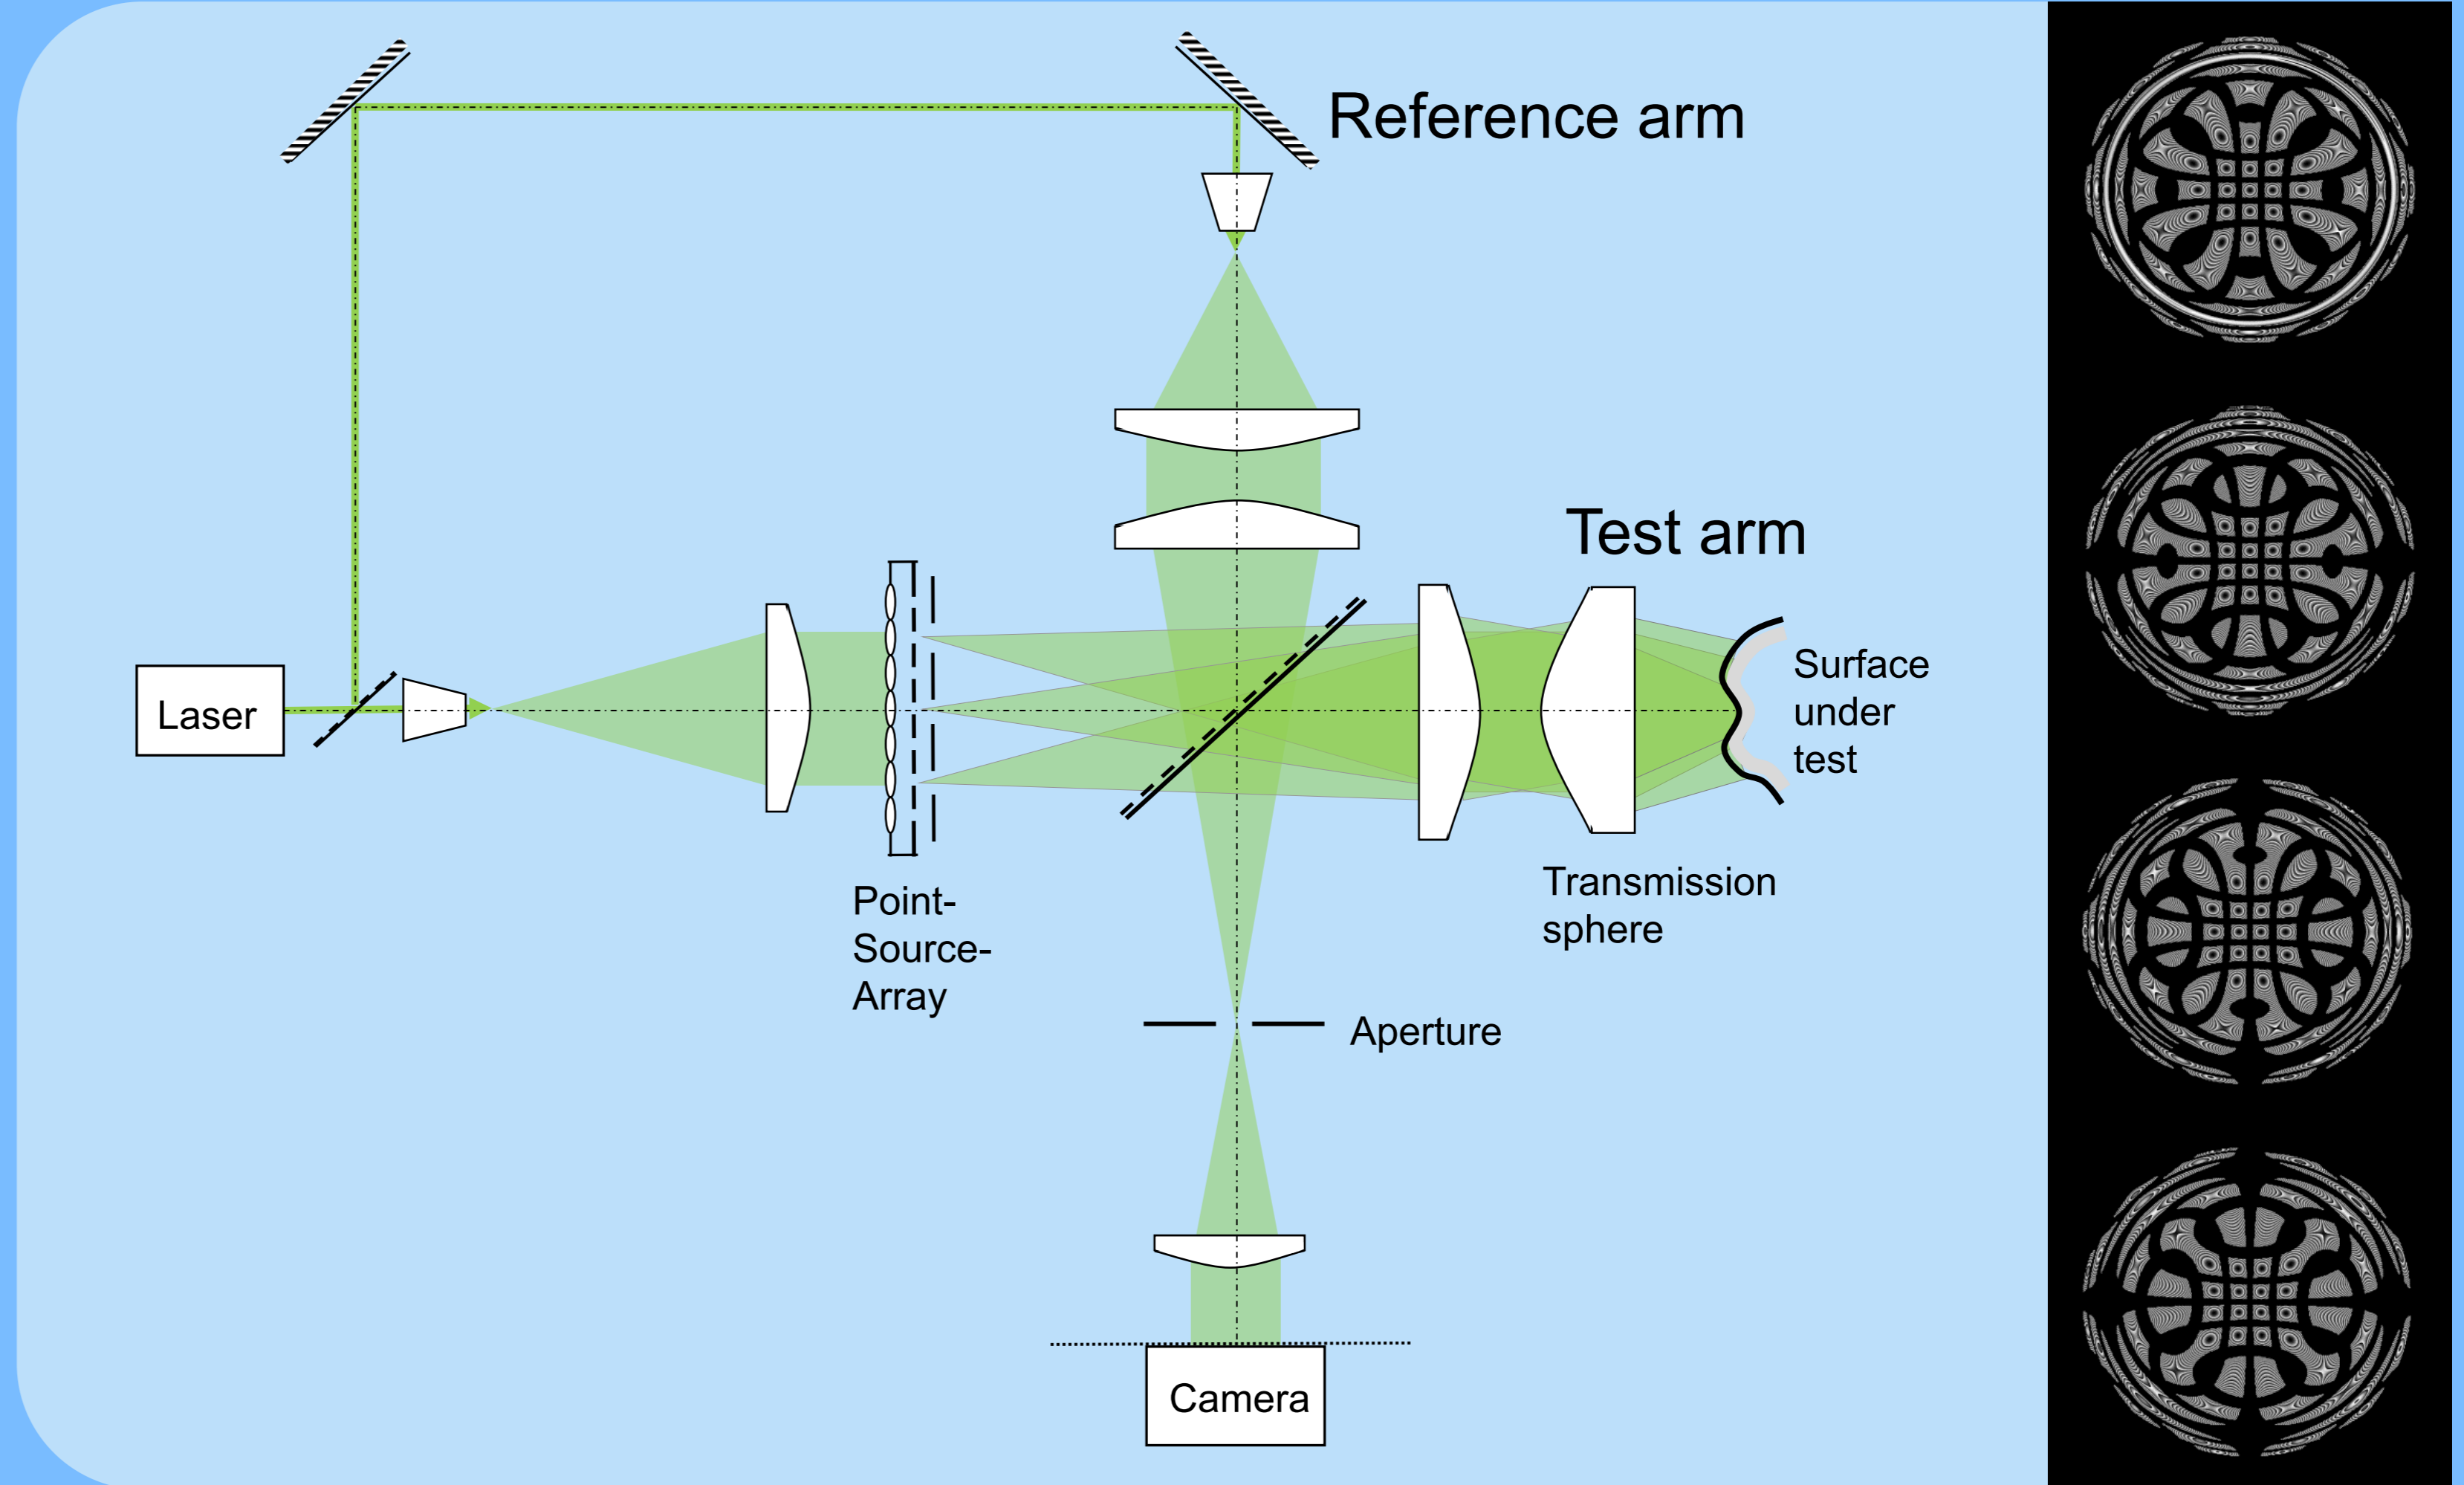 Reference arm
Test arm
Laser
Surface
under
test
Point-
Source-
Array
Transmission
sphere
Aperture
Camera